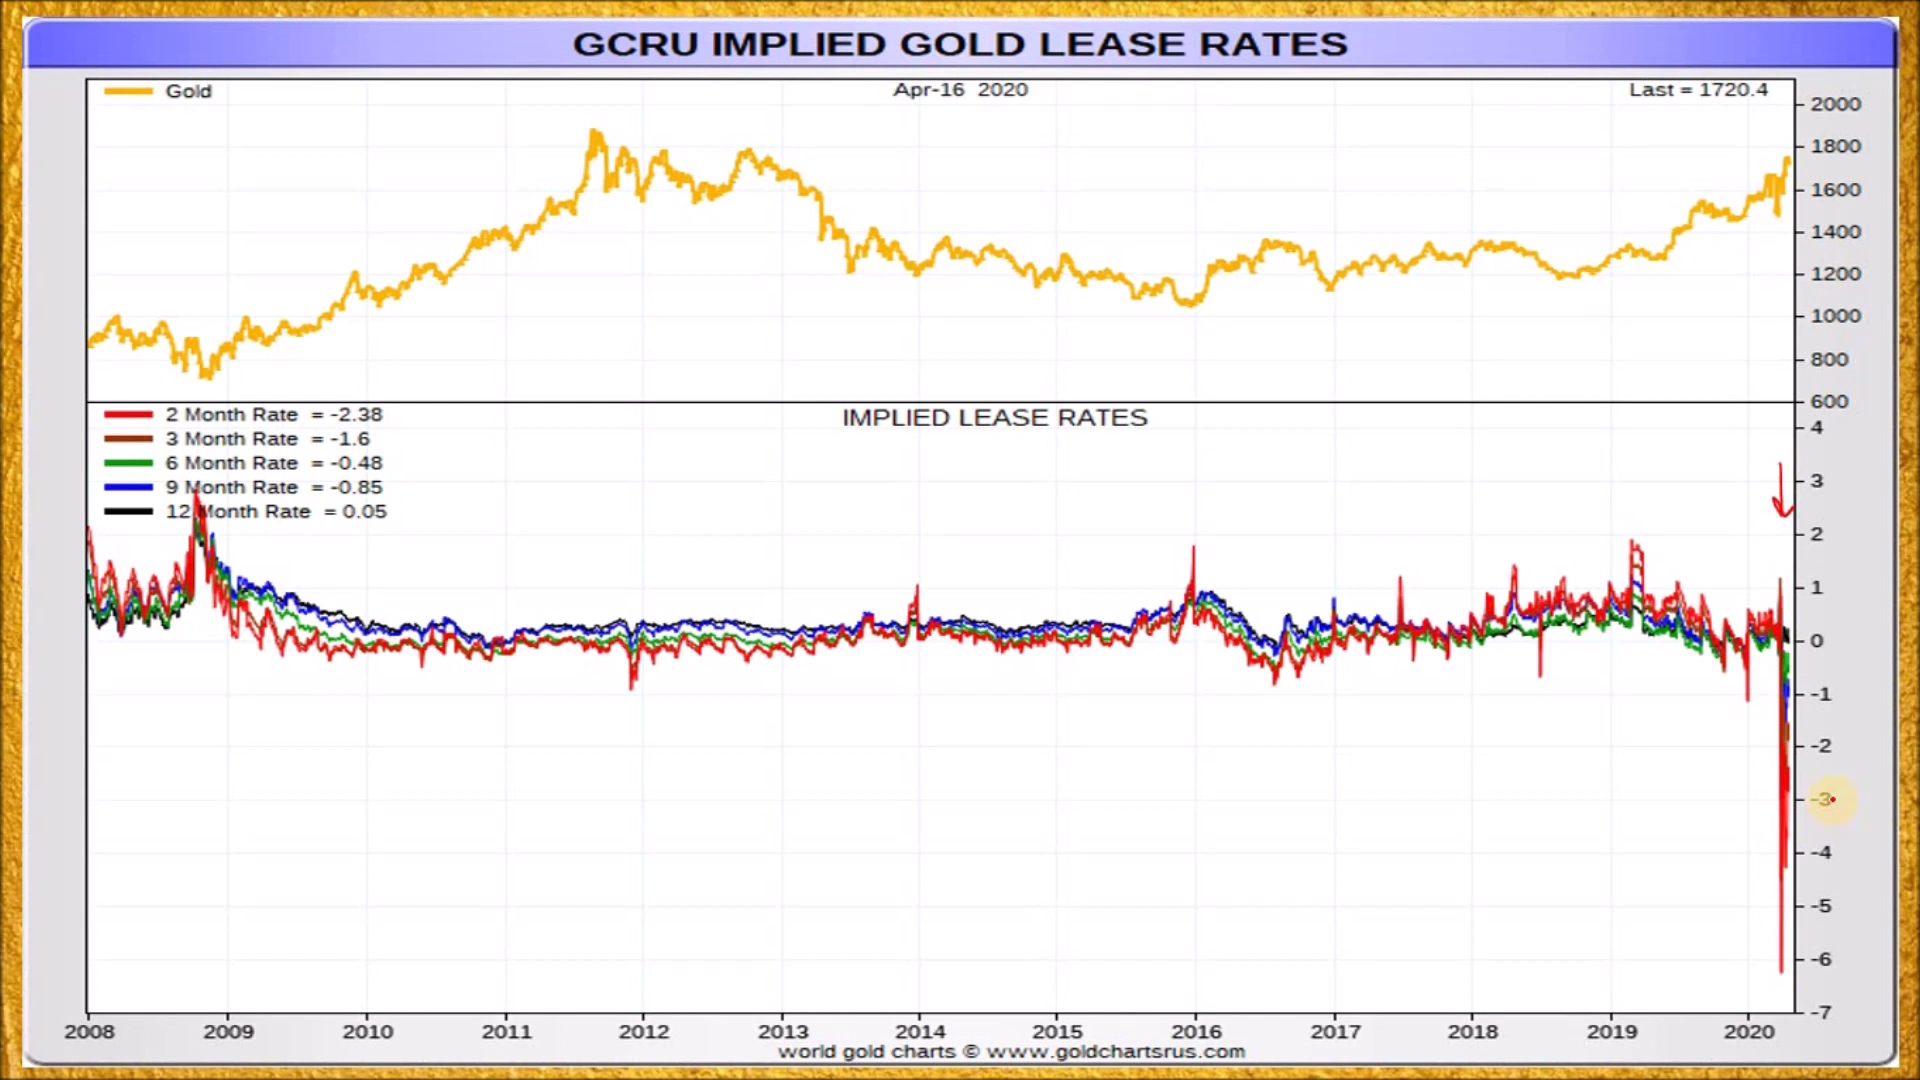 GCRU IMPLIED GOLD LEASE RATES
Gold
Apr-16 2020
Last = 1720.4
2000
1800
1600
1400
1200
1000
800
600
2 Month Rate = -2.38
3 Month Rate = -1.6
6 Month Rate = -0.48
9 Month Rate = -0.85
12 Month Rate = 0.05
IMPLIED LEASE RATES
4
3
2
1
0
-1
-2
-3
-4
-5
-6
-7
2008 2009 2010 2011 2012 2013 2014 2015 2016 2017 2018 2019 2020
world gold charts © www.goldchartsrus.com